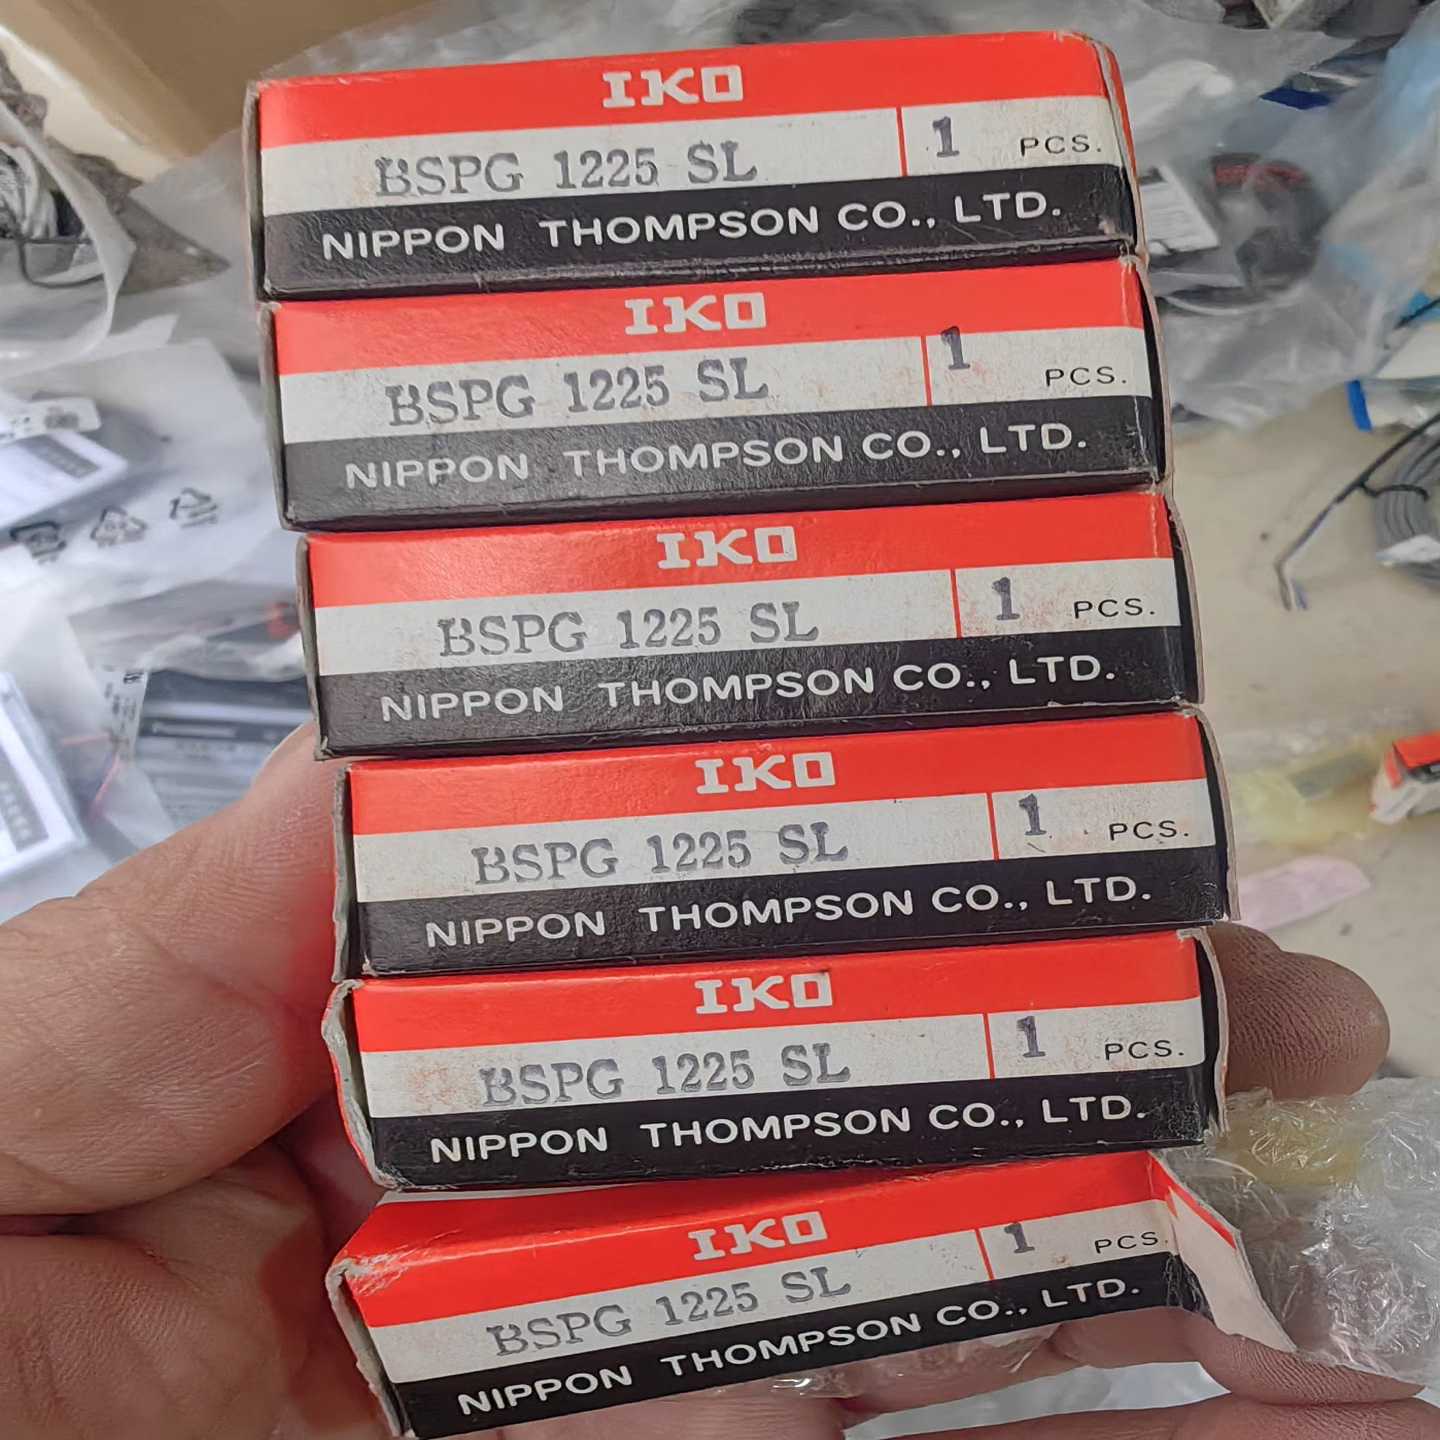 IKO
BSPG 1225 SL 1 PCS.
NIPPON THOMPSON CO., LTD.
IKO
BSPG 1225 SL 1 PCS.
NIPPON THOMPSON CO., LTD.
IKO
BSPG 1225 SL 1 PCS.
NIPPON THOMPSON CO., LTD.
IKO
BSPG 1225 SL 1 PCS.
NIPPON THOMPSON CO., LTD.
IKO
BSPG 1225 SL 1 PCS.
NIPPON THOMPSON CO., LTD.
IKO
BSPG 1225 SL 1 PCS.
NIPPON THOMPSON CO., LTD.